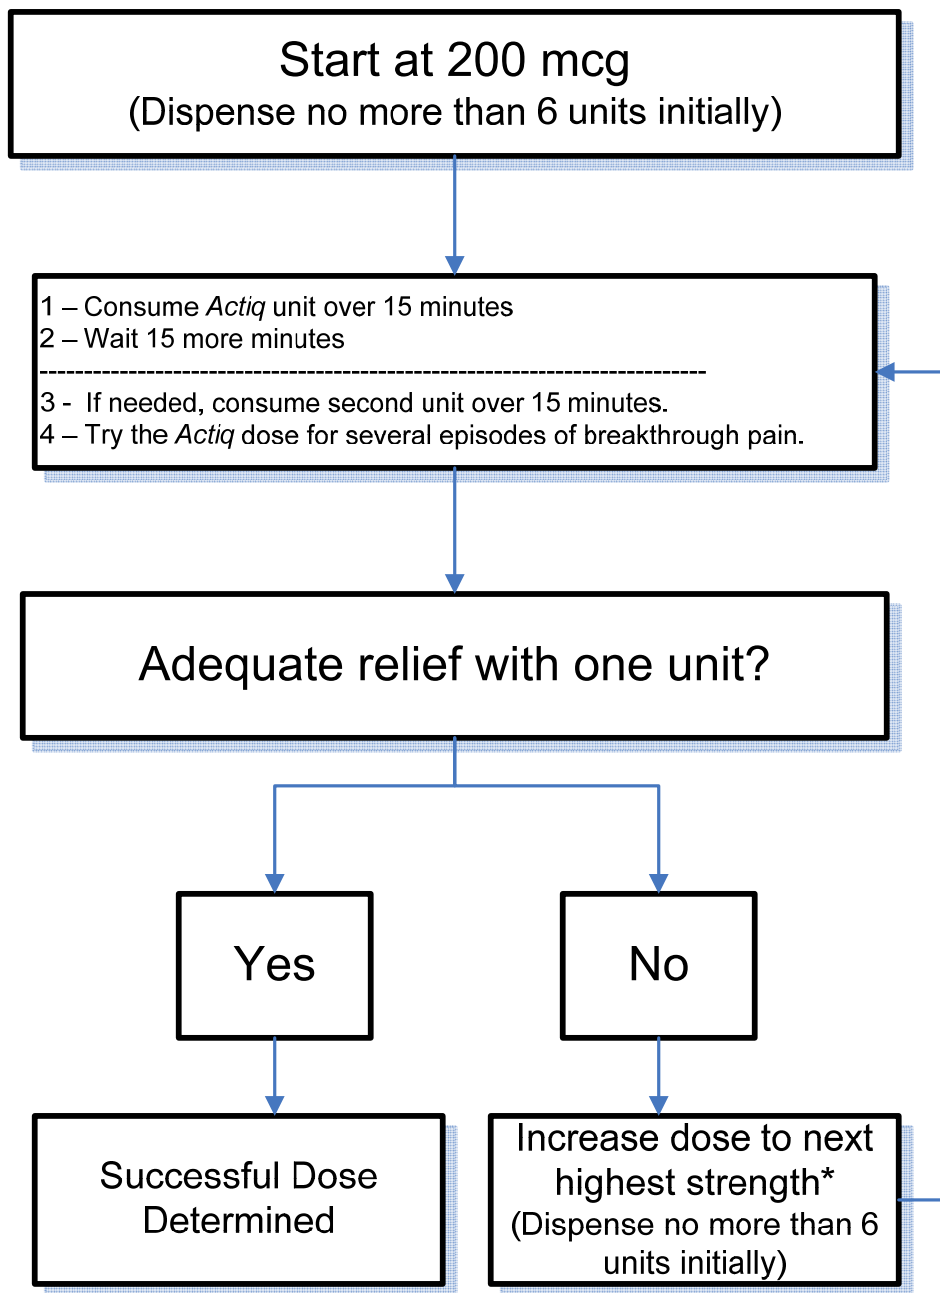 Start at 200 mcg
(Dispense no more than 6 units initially)
1 – Consume Actiq unit over 15 minutes
2 – Wait 15 more minutes
--------------------------------------------------------------------------
3 - If needed, consume second unit over 15 minutes.
4 – Try the Actiq dose for several episodes of breakthrough pain.
Adequate relief with one unit?
Yes
No
Successful Dose
Determined
Increase dose to next
highest strength*
(Dispense no more than 6
units initially)